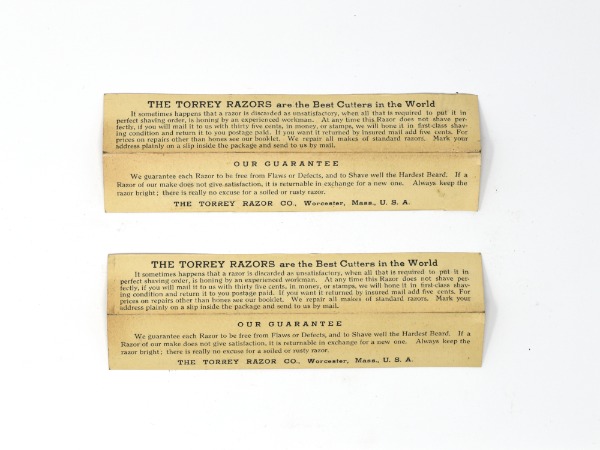 THE TORREY RAZORS are the Best Cutters in the World
It sometimes happens that a razor is discarded as unsatisfactory, when all that is required to put it in
perfect shaving order, is honing by an experienced workman. At any time this Razor does not shave per-
fectly, if you will mail it to us with thirty five cents, in money, or stamps, we will hone it in first-class shav-
ing condition and return it to you postage paid. If you want it returned by insured mail add five cents. For
prices on repairs other than hones see our booklet. We repair all makes of standard razors. Mark your
address plainly on a slip inside the package and send to us by mail.
OUR GUARANTEE
We guarantee each Razor to be free from Flaws or Defects, and to Shave well the Hardest Beard. If a
Razor of our make does not give satisfaction, it is returnable in exchange for a new one. Always keep the
razor bright; there is really no excuse for a soiled or rusty razor.
THE TORREY RAZOR CO., Worcester, Mass., U. S. A.
THE TORREY RAZORS are the Best Cutters in the World
It sometimes happens that a razor is discarded as unsatisfactory, when all that is required to put it in
perfect shaving order, is honing by an experienced workman. At any time this Razor does not shave per-
fectly, if you will mail it to us with thirty five cents, in money, or stamps, we will hone it in first-class shav-
ing condition and return it to you postage paid. If you want it returned by insured mail add five cents. For
prices on repairs other than hones see our booklet. We repair all makes of standard razors. Mark your
address plainly on a slip inside the package and send to us by mail.
OUR GUARANTEE
We guarantee each Razor to be free from Flaws or Defects, and to Shave well the Hardest Beard. If a
Razor of our make does not give satisfaction, it is returnable in exchange for a new one. Always keep the
razor bright; there is really no excuse for a soiled or rusty razor.
THE TORREY RAZOR CO., Worcester, Mass., U. S. A.